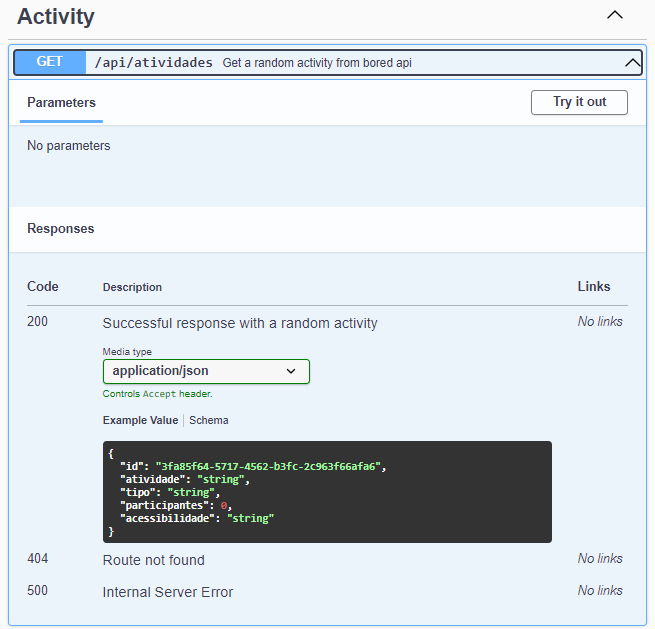 Activity
GET /api/atividades Get a random activity from bored api
Parameters Try it out
No parameters
Responses
Code Description Links
200 Successful response with a random activity No links
Media type
application/json
Controls Accept header.
Example Value Schema
{
"id": "3fa85f64-5717-4562-b3fc-2c963f66afa6",
"atividade": "string",
"tipo": "string",
"participantes": 0,
"acessibilidade": "string"
}
404 Route not found No links
500 Internal Server Error No links